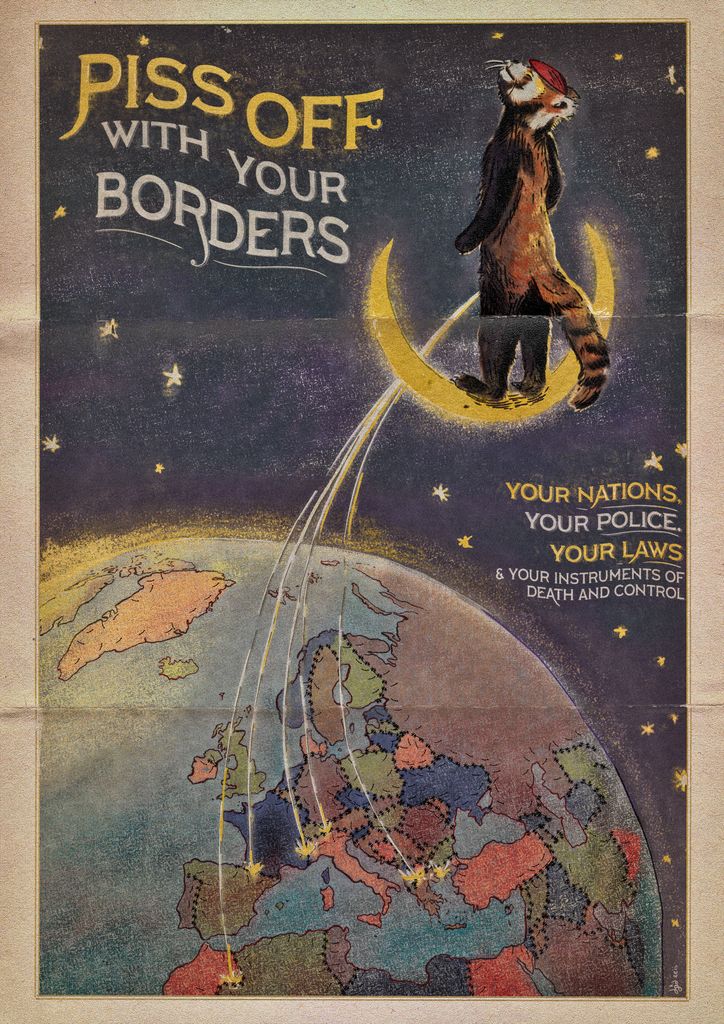 PISS OFF
WITH YOUR
BORDERS
YOUR NATIONS,
YOUR POLICE,
YOUR LAWS
& YOUR INSTRUMENTS OF
DEATH AND CONTROL